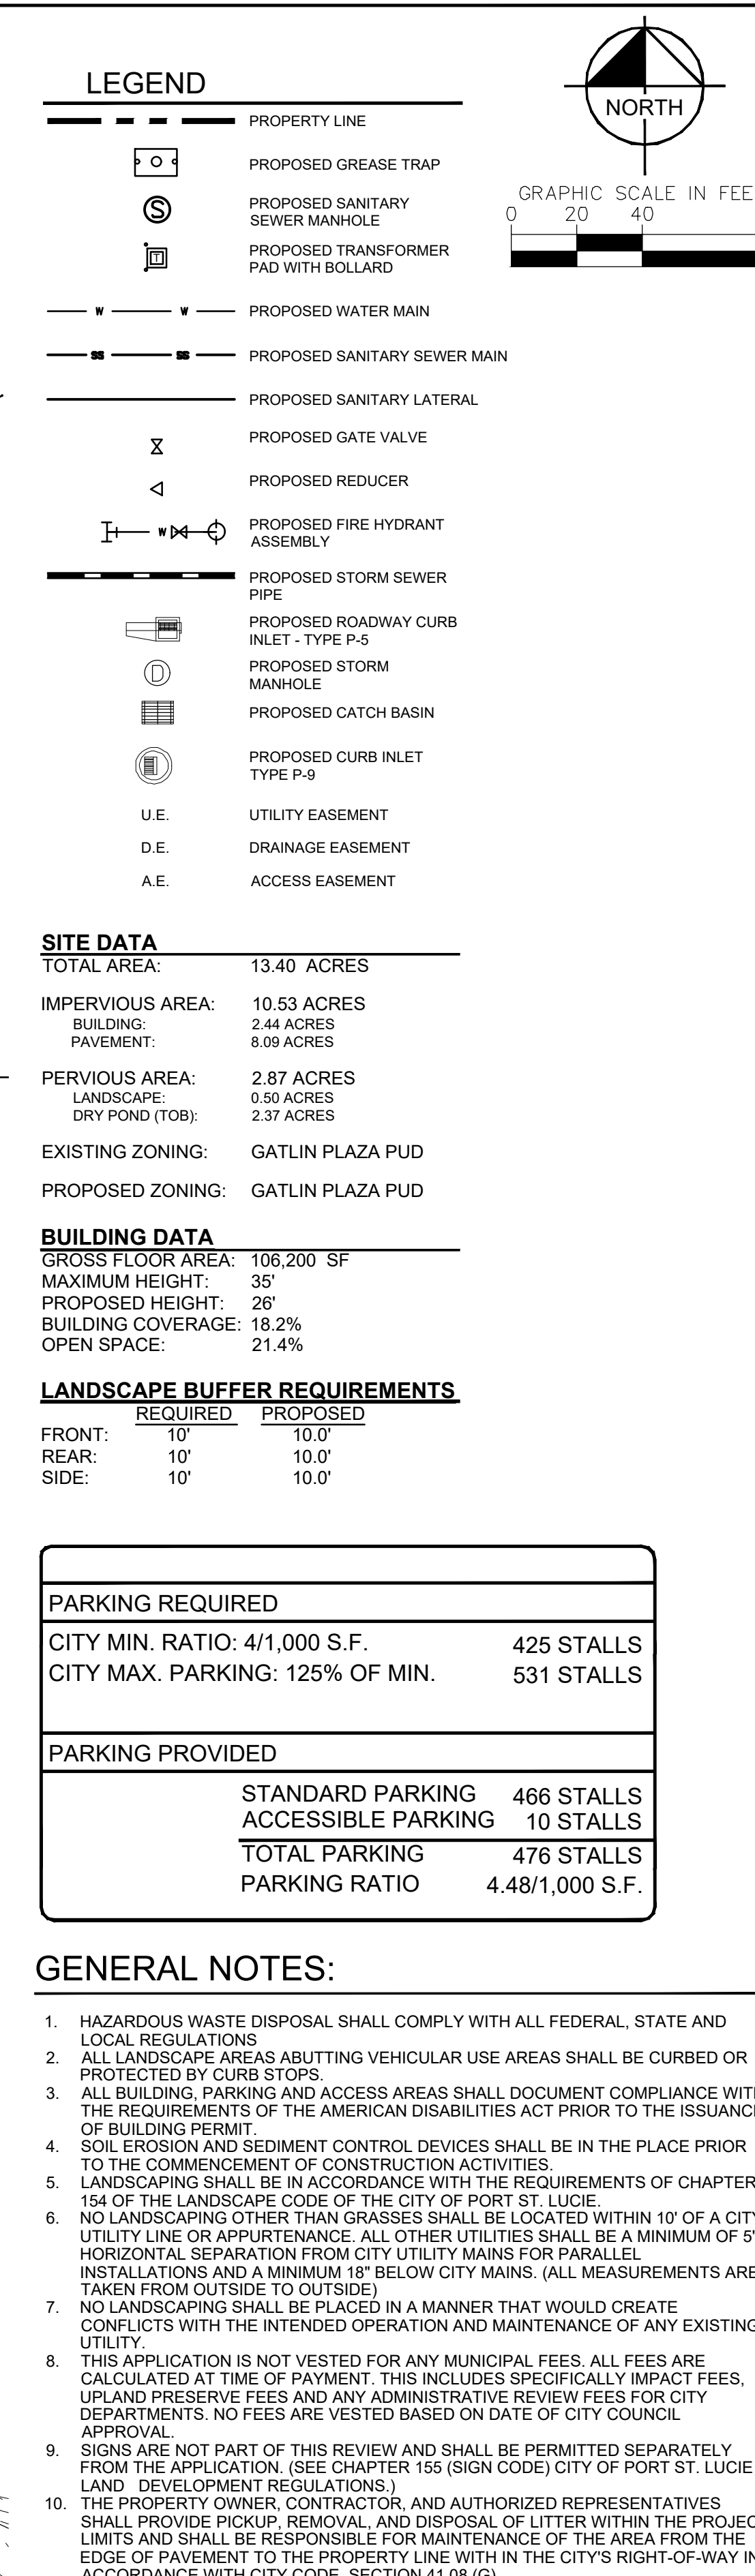 LEGEND
NORTH
GRAPHIC SCALE IN FEE
0 20 40
PROPERTY LINE
PROPOSED GREASE TRAP
S PROPOSED SANITARY
SEWER MANHOLE
T PROPOSED TRANSFORMER
PAD WITH BOLLARD
W W PROPOSED WATER MAIN
SS SS PROPOSED SANITARY SEWER MAIN
PROPOSED SANITARY LATERAL
PROPOSED GATE VALVE
PROPOSED REDUCER
W PROPOSED FIRE HYDRANT
ASSEMBLY
PROPOSED STORM SEWER
PIPE
PROPOSED ROADWAY CURB
INLET - TYPE P-5
D PROPOSED STORM
MANHOLE
PROPOSED CATCH BASIN
PROPOSED CURB INLET
TYPE P-9
U.E. UTILITY EASEMENT
D.E. DRAINAGE EASEMENT
A.E. ACCESS EASEMENT
SITE DATA
TOTAL AREA: 13.40 ACRES
IMPERVIOUS AREA: 10.53 ACRES
BUILDING: 2.44 ACRES
PAVEMENT: 8.09 ACRES
PERVIOUS AREA: 2.87 ACRES
LANDSCAPE: 0.50 ACRES
DRY POND (TOB): 2.37 ACRES
EXISTING ZONING: GATLIN PLAZA PUD
PROPOSED ZONING: GATLIN PLAZA PUD
BUILDING DATA
GROSS FLOOR AREA: 106,200 SF
MAXIMUM HEIGHT: 35'
PROPOSED HEIGHT: 26'
BUILDING COVERAGE: 18.2%
OPEN SPACE: 21.4%
LANDSCAPE BUFFER REQUIREMENTS
REQUIRED PROPOSED
FRONT: 10' 10.0'
REAR: 10' 10.0'
SIDE: 10' 10.0'
PARKING REQUIRED
CITY MIN. RATIO: 4/1,000 S.F. 425 STALLS
CITY MAX. PARKING: 125% OF MIN. 531 STALLS
PARKING PROVIDED
STANDARD PARKING 466 STALLS
ACCESSIBLE PARKING 10 STALLS
TOTAL PARKING 476 STALLS
PARKING RATIO 4.48/1,000 S.F.
GENERAL NOTES:
1. HAZARDOUS WASTE DISPOSAL SHALL COMPLY WITH ALL FEDERAL, STATE AND
LOCAL REGULATIONS
2. ALL LANDSCAPE AREAS ABUTTING VEHICULAR USE AREAS SHALL BE CURBED OR
PROTECTED BY CURB STOPS.
3. ALL BUILDING, PARKING AND ACCESS AREAS SHALL DOCUMENT COMPLIANCE WIT
THE REQUIREMENTS OF THE AMERICAN DISABILITIES ACT PRIOR TO THE ISSUANC
OF BUILDING PERMIT.
4. SOIL EROSION AND SEDIMENT CONTROL DEVICES SHALL BE IN THE PLACE PRIOR
TO THE COMMENCEMENT OF CONSTRUCTION ACTIVITIES.
5. LANDSCAPING SHALL BE IN ACCORDANCE WITH THE REQUIREMENTS OF CHAPTER
154 OF THE LANDSCAPE CODE OF THE CITY OF PORT ST. LUCIE.
6. NO LANDSCAPING OTHER THAN GRASSES SHALL BE LOCATED WITHIN 10' OF A CITY
UTILITY LINE OR APPURTENANCE. ALL OTHER UTILITIES SHALL BE A MINIMUM OF 5'
HORIZONTAL SEPARATION FROM CITY UTILITY MAINS FOR PARALLEL
INSTALLATIONS AND A MINIMUM 18" BELOW CITY MAINS. (ALL MEASUREMENTS ARE
TAKEN FROM OUTSIDE TO OUTSIDE)
7. NO LANDSCAPING SHALL BE PLACED IN A MANNER THAT WOULD CREATE
CONFLICTS WITH THE INTENDED OPERATION AND MAINTENANCE OF ANY EXISTING
UTILITY.
8. THIS APPLICATION IS NOT VESTED FOR ANY MUNICIPAL FEES. ALL FEES ARE
CALCULATED AT TIME OF PAYMENT. THIS INCLUDES SPECIFICALLY IMPACT FEES,
UPLAND PRESERVE FEES AND ANY ADMINISTRATIVE REVIEW FEES FOR CITY
DEPARTMENTS. NO FEES ARE VESTED BASED ON DATE OF CITY COUNCIL
APPROVAL.
9. SIGNS ARE NOT PART OF THIS REVIEW AND SHALL BE PERMITTED SEPARATELY
FROM THE APPLICATION. (SEE CHAPTER 155 (SIGN CODE) CITY OF PORT ST. LUCIE
LAND DEVELOPMENT REGULATIONS.)
10. THE PROPERTY OWNER, CONTRACTOR, AND AUTHORIZED REPRESENTATIVES
SHALL PROVIDE PICKUP, REMOVAL, AND DISPOSAL OF LITTER WITHIN THE PROJEC
LIMITS AND SHALL BE RESPONSIBLE FOR MAINTENANCE OF THE AREA FROM THE
EDGE OF PAVEMENT TO THE PROPERTY LINE WITH IN THE CITY'S RIGHT-OF-WAY IN
ACCORDANCE WITH CITY CODE, SECTION 41.08 (G)